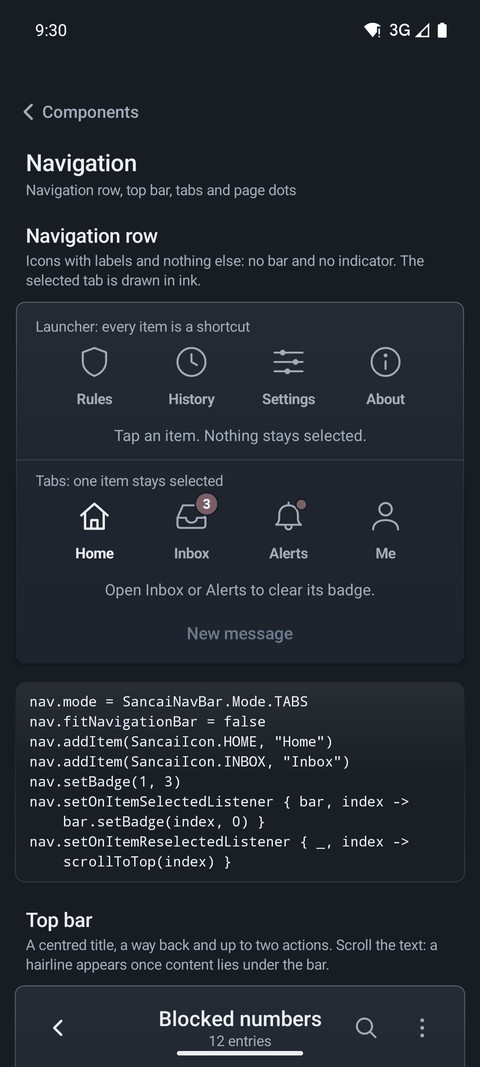 9:30
3G
Components
Navigation
Navigation row, top bar, tabs and page dots
Navigation row
Icons with labels and nothing else: no bar and no indicator. The
selected tab is drawn in ink.
Launcher: every item is a shortcut
Rules History Settings About
Tap an item. Nothing stays selected.
Tabs: one item stays selected
3
Home Inbox Alerts Me
Open Inbox or Alerts to clear its badge.
New message
nav.mode = SancaiNavBar.Mode.TABS
nav.fitNavigationBar = false
nav.addItem(SancaiIcon.HOME, "Home")
nav.addItem(SancaiIcon.INBOX, "Inbox")
nav.setBadge(1, 3)
nav.setOnItemSelectedListener { bar, index ->
    bar.setBadge(index, 0) }
nav.setOnItemReselectedListener { _, index ->
    scrollToTop(index) }
Top bar
A centred title, a way back and up to two actions. Scroll the text: a
hairline appears once content lies under the bar.
Blocked numbers
12 entries